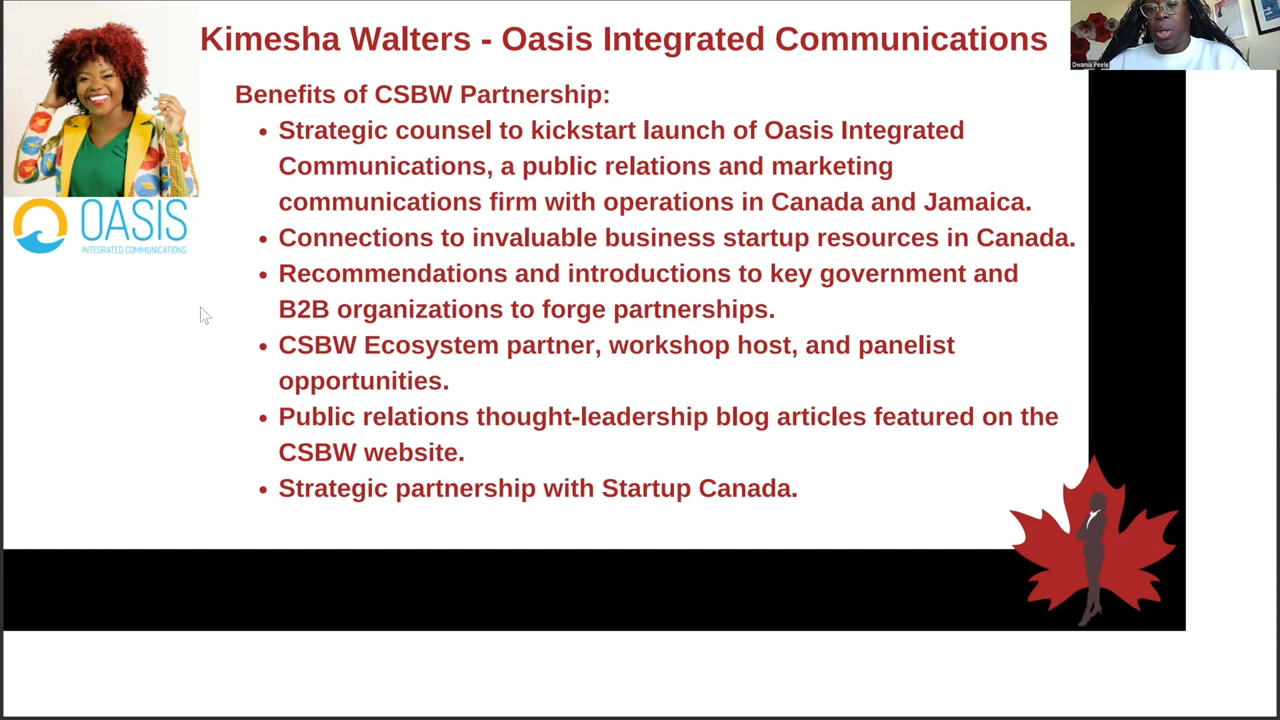 Kimesha Walters - Oasis Integrated Communications
Dwania Peele
Benefits of CSBW Partnership:
• Strategic counsel to kickstart launch of Oasis Integrated
Communications, a public relations and marketing
communications firm with operations in Canada and Jamaica.
• Connections to invaluable business startup resources in Canada.
• Recommendations and introductions to key government and
B2B organizations to forge partnerships.
• CSBW Ecosystem partner, workshop host, and panelist
opportunities.
• Public relations thought-leadership blog articles featured on the
CSBW website.
• Strategic partnership with Startup Canada.
OASIS
INTEGRATED COMMUNICATIONS